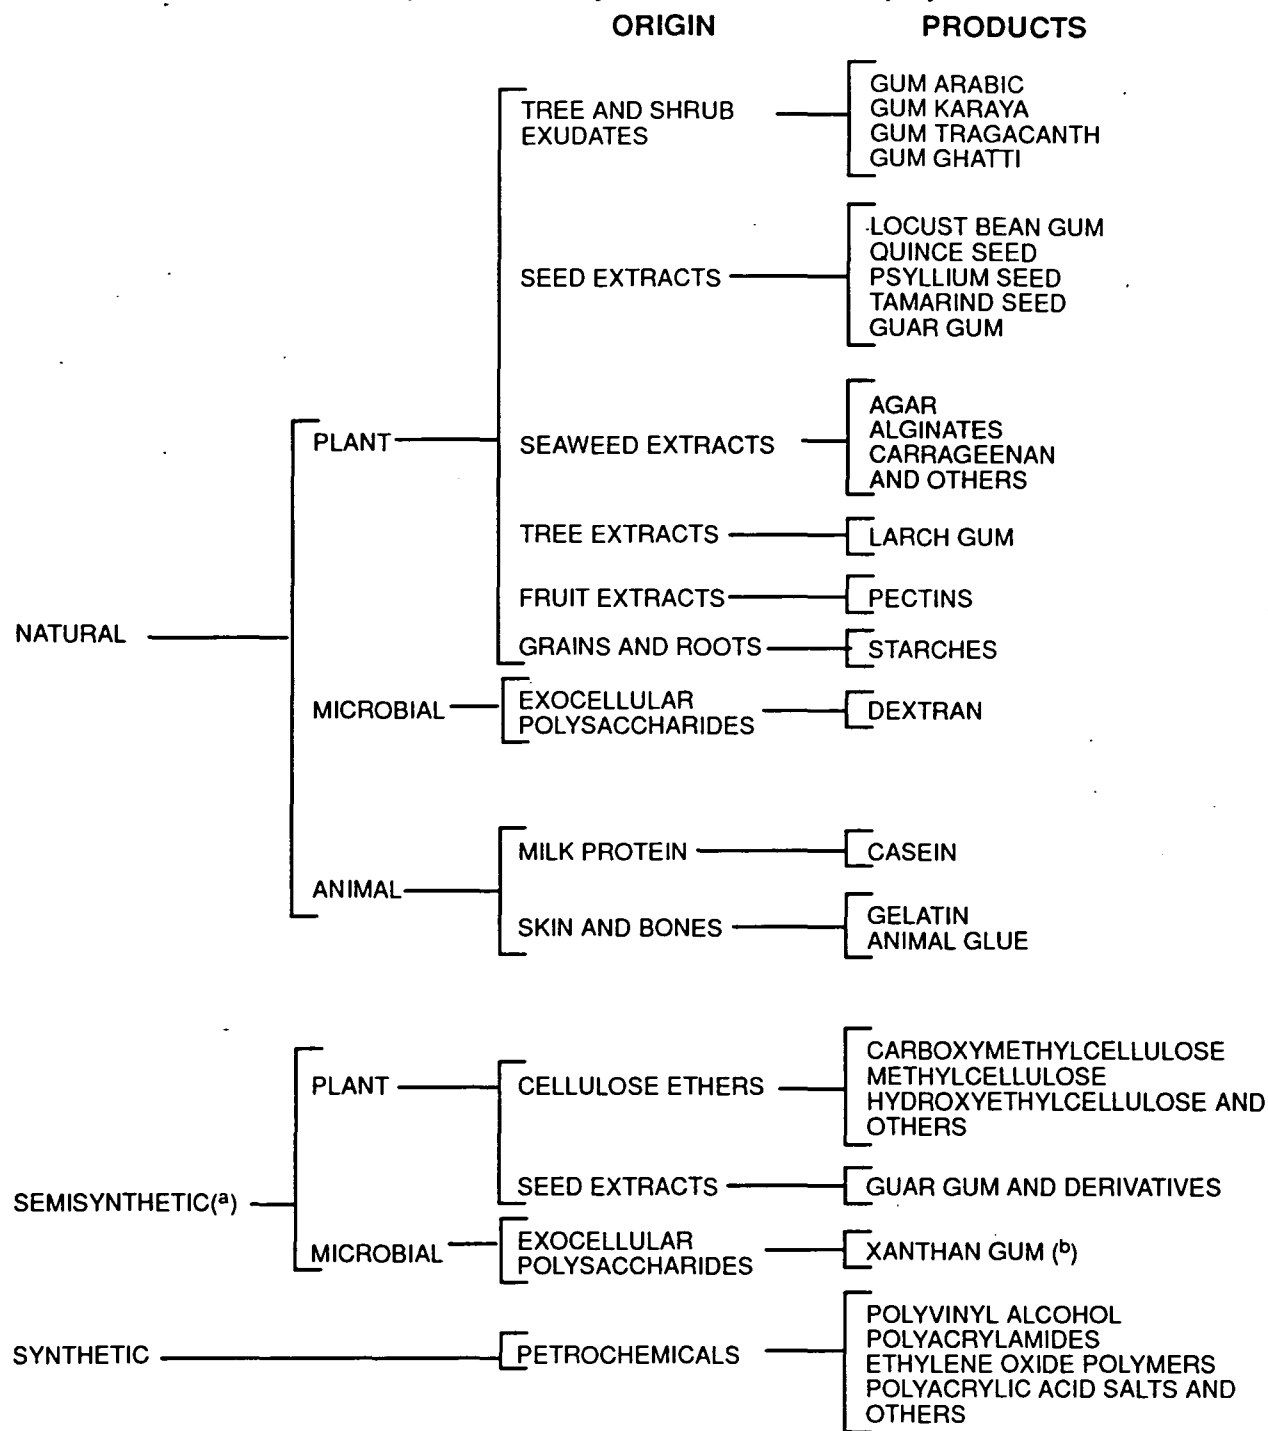 ORIGIN PRODUCTS
TREE AND SHRUB
EXUDATES
GUM ARABIC
GUM KARAYA
GUM TRAGACANTH
GUM GHATTI
SEED EXTRACTS
LOCUST BEAN GUM
QUINCE SEED
PSYLLIUM SEED
TAMARIND SEED
GUAR GUM
PLANT
SEAWEED EXTRACTS
AGAR
ALGINATES
CARRAGEENAN
AND OTHERS
TREE EXTRACTS
LARCH GUM
FRUIT EXTRACTS
PECTINS
NATURAL
GRAINS AND ROOTS
STARCHES
MICROBIAL
EXOCELLULAR
POLYSACCHARIDES
DEXTRAN
MILK PROTEIN
CASEIN
ANIMAL
SKIN AND BONES
GELATIN
ANIMAL GLUE
PLANT
CELLULOSE ETHERS
CARBOXYMETHYLCELLULOSE
METHYLCELLULOSE
HYDROXYETHYLCELLULOSE AND
OTHERS
SEED EXTRACTS
GUAR GUM AND DERIVATIVES
SEMISYNTHETIC(a)
MICROBIAL
EXOCELLULAR
POLYSACCHARIDES
XANTHAN GUM (b)
SYNTHETIC
PETROCHEMICALS
POLYVINYL ALCOHOL
POLYACRYLAMIDES
ETHYLENE OXIDE POLYMERS
POLYACRYLIC ACID SALTS AND
OTHERS